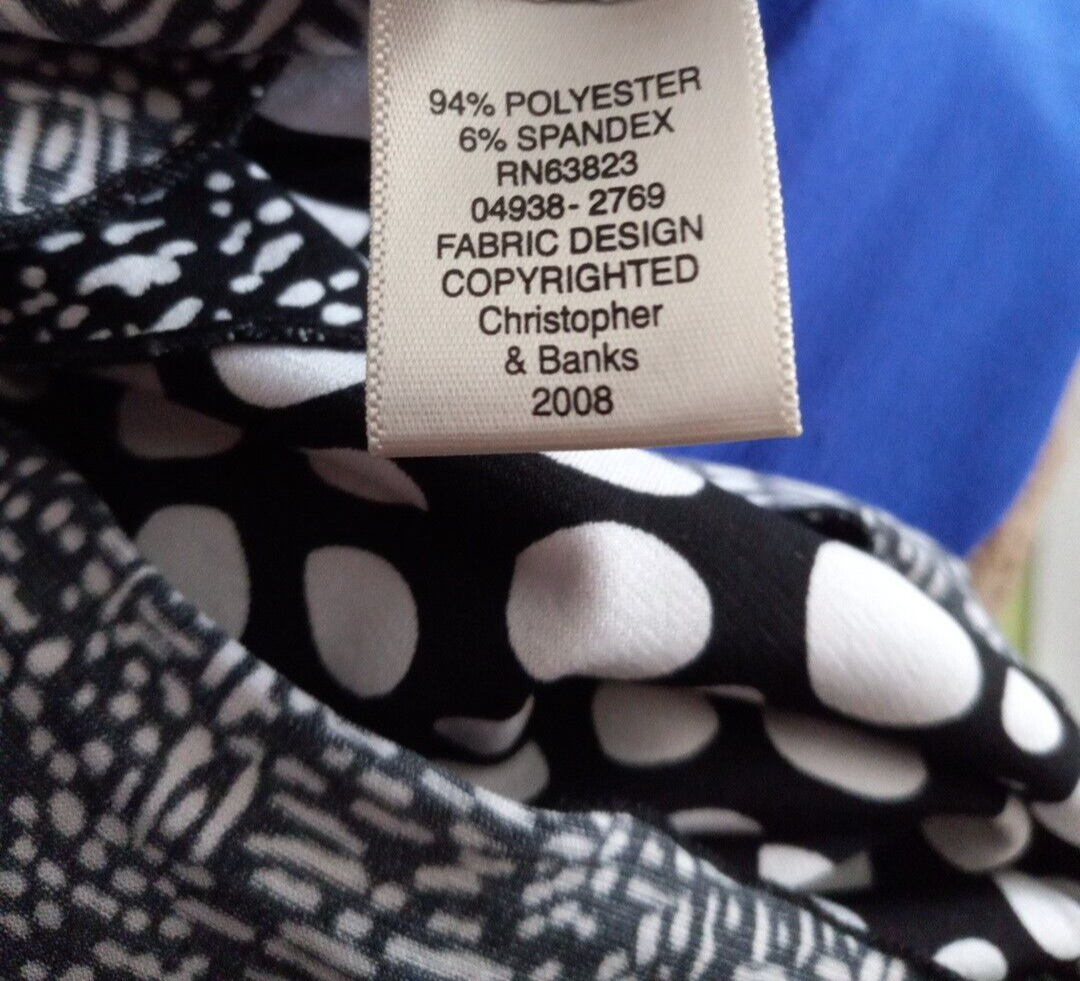 94% POLYESTER
6% SPANDEX
RN63823
04938-2769
FABRIC DESIGN
COPYRIGHTED
Christopher
& Banks
2008